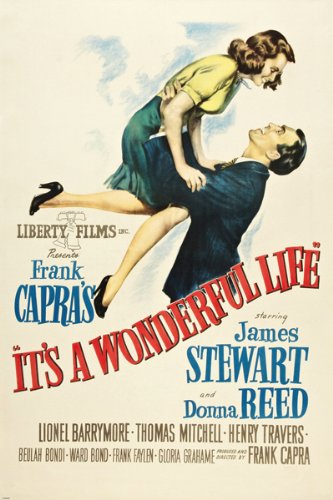 LIBERTY FILMS INC.
Presents
Frank
CAPRA'S
"IT'S A WONDERFUL LIFE"
starring
James
STEWART
and
Donna REED
LIONEL BARRYMORE · THOMAS MITCHELL · HENRY TRAVERS
BEULAH BONDI · WARD BOND · FRANK FAYLEN · GLORIA GRAHAME · PRODUCED AND DIRECTED BY FRANK CAPRA